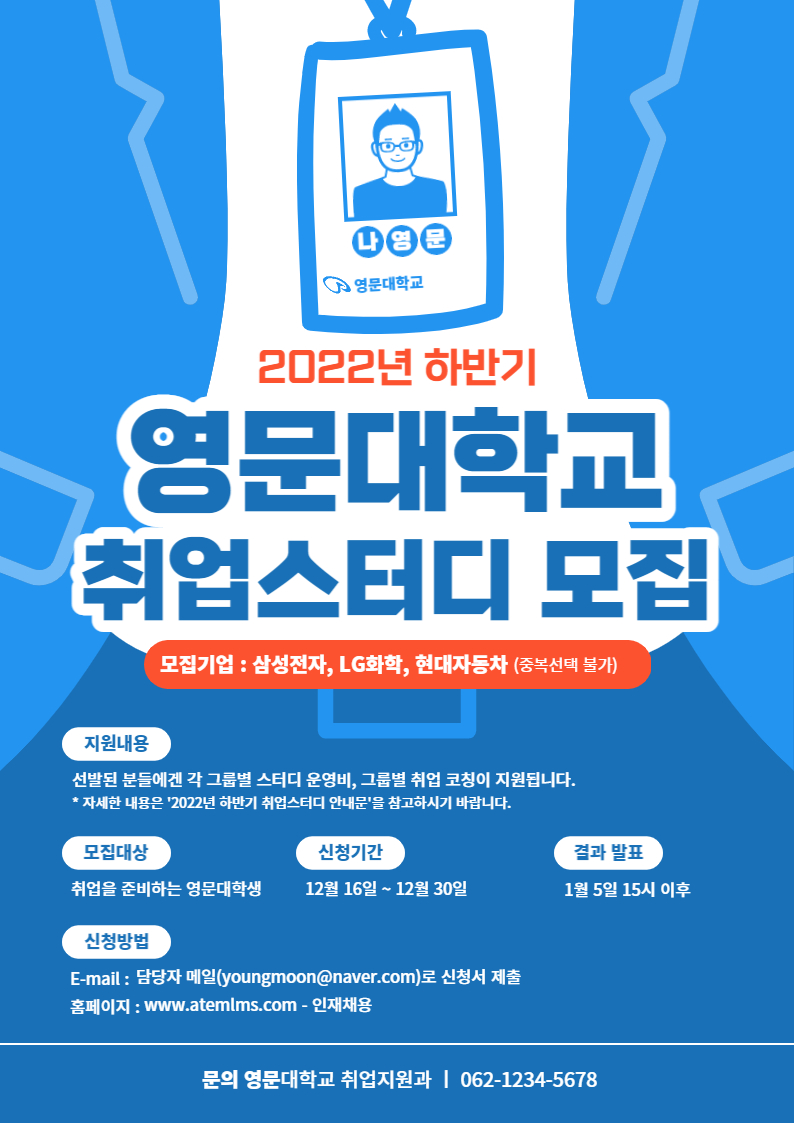 나영문
영문대학교
2022년 하반기
영문대학교
취업스터디 모집
모집기업 : 삼성전자, LG화학, 현대자동차 (중복선택 불가)
지원내용
선발된 분들에겐 각 그룹별 스터디 운영비, 그룹별 취업 코칭이 지원됩니다.
* 자세한 내용은 '2022년 하반기 취업스터디 안내문'을 참고하시기 바랍니다.
모집대상
취업을 준비하는 영문대학생
신청기간
12월 16일 ~ 12월 30일
결과 발표
1월 5일 15시 이후
신청방법
E-mail : 담당자 메일(youngmoon@naver.com)로 신청서 제출
홈페이지 : www.atemlms.com - 인재채용
문의 영문대학교 취업지원과 ㅣ 062-1234-5678